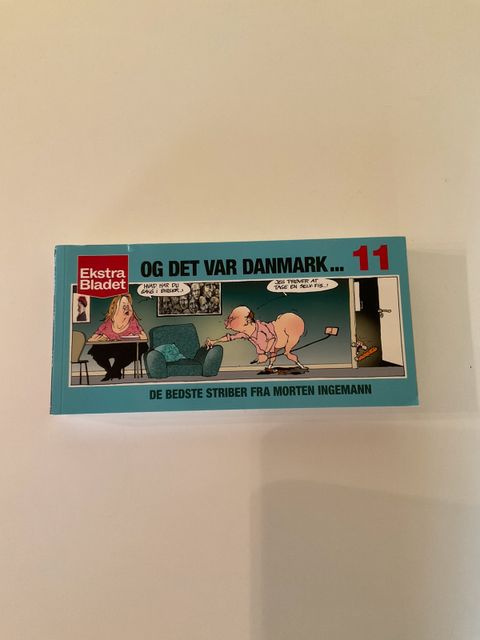 Ekstra
Bladet
OG DET VAR DANMARK... 11
HVAD HAR DU
GANG I, EIGILD..?
JEG PRØVER AT
TAGE EN SELV-FIS..!
DE BEDSTE STRIBER FRA MORTEN INGEMANN